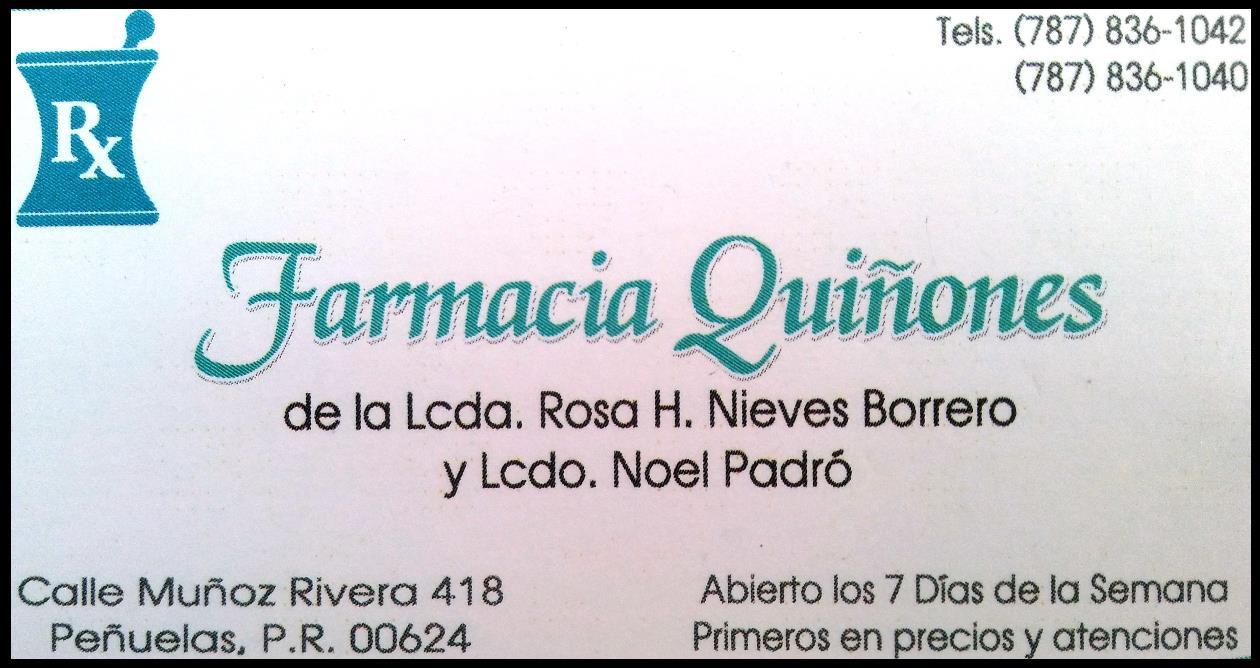 Rx
Tels. (787) 836-1042
(787) 836-1040
Farmacia Quiñones
de la Lcda. Rosa H. Nieves Borrero
y Lcdo. Noel Padró
Calle Muñoz Rivera 418
Peñuelas, P.R. 00624
Abierto los 7 Días de la Semana
Primeros en precios y atenciones